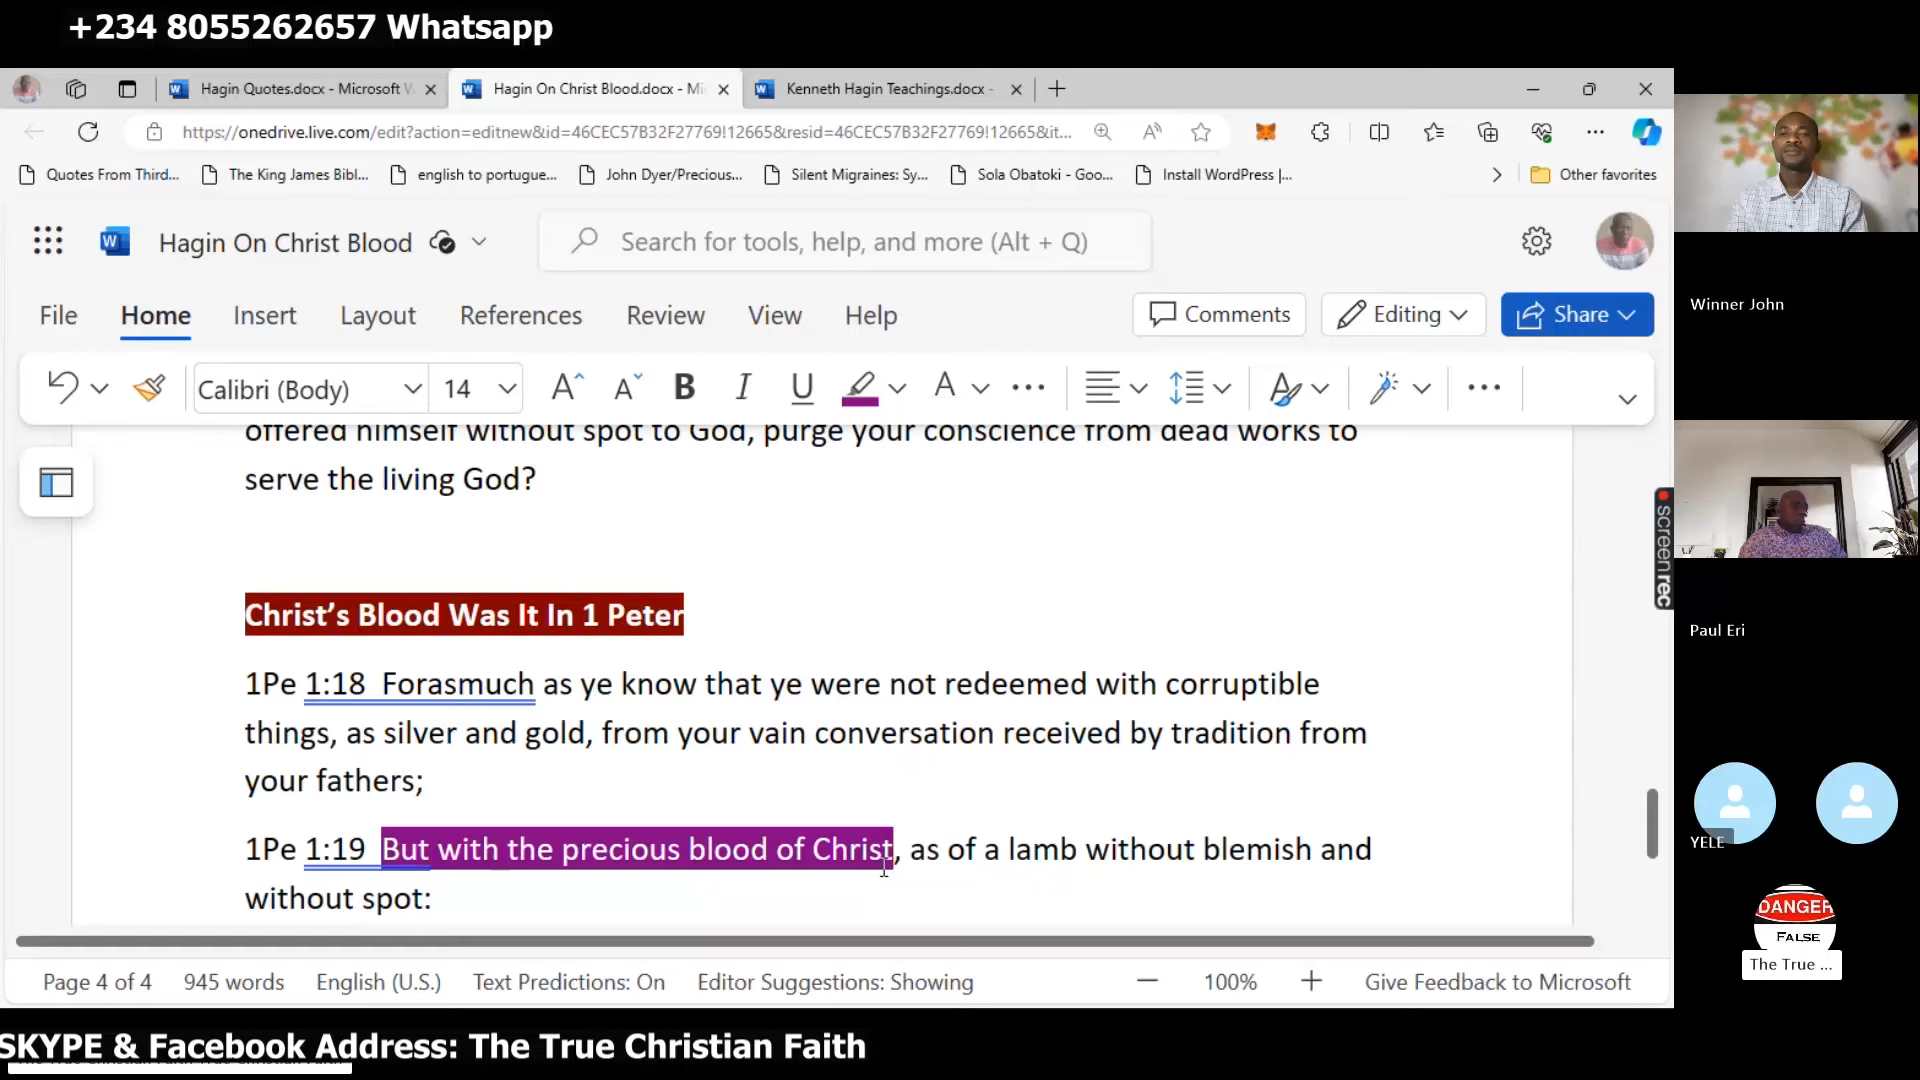 +234 8055262657 Whatsapp
Hagin Quotes.docx - Microsoft W
Hagin On Christ Blood.docx - Mi
Kenneth Hagin Teachings.docx -
https://onedrive.live.com/edit?action=editnew&id=46CEC57B32F27769!12665&resid=46CEC57B32F27769!12665&it...
Quotes From Third...
The King James Bibl...
english to portugue...
John Dyer/Precious...
Silent Migraines: Sy...
Sola Obatoki - Goo...
Install WordPress |...
Other favorites
Hagin On Christ Blood
Search for tools, help, and more (Alt + Q)
File Home Insert Layout References Review View Help
Comments
Editing
Share
Calibri (Body)
14
offered himself without spot to God, purge your conscience from dead works to
serve the living God?
Christ’s Blood Was It In 1 Peter
1Pe 1:18  Forasmuch as ye know that ye were not redeemed with corruptible
things, as silver and gold, from your vain conversation received by tradition from
your fathers;
1Pe 1:19  But with the precious blood of Christ, as of a lamb without blemish and
without spot:
Page 4 of 4
945 words
English (U.S.)
Text Predictions: On
Editor Suggestions: Showing
100%
Give Feedback to Microsoft
screenrec
Winner John
Paul Eri
YELE
DANGER
FALSE
The True ...
SKYPE & Facebook Address: The True Christian Faith